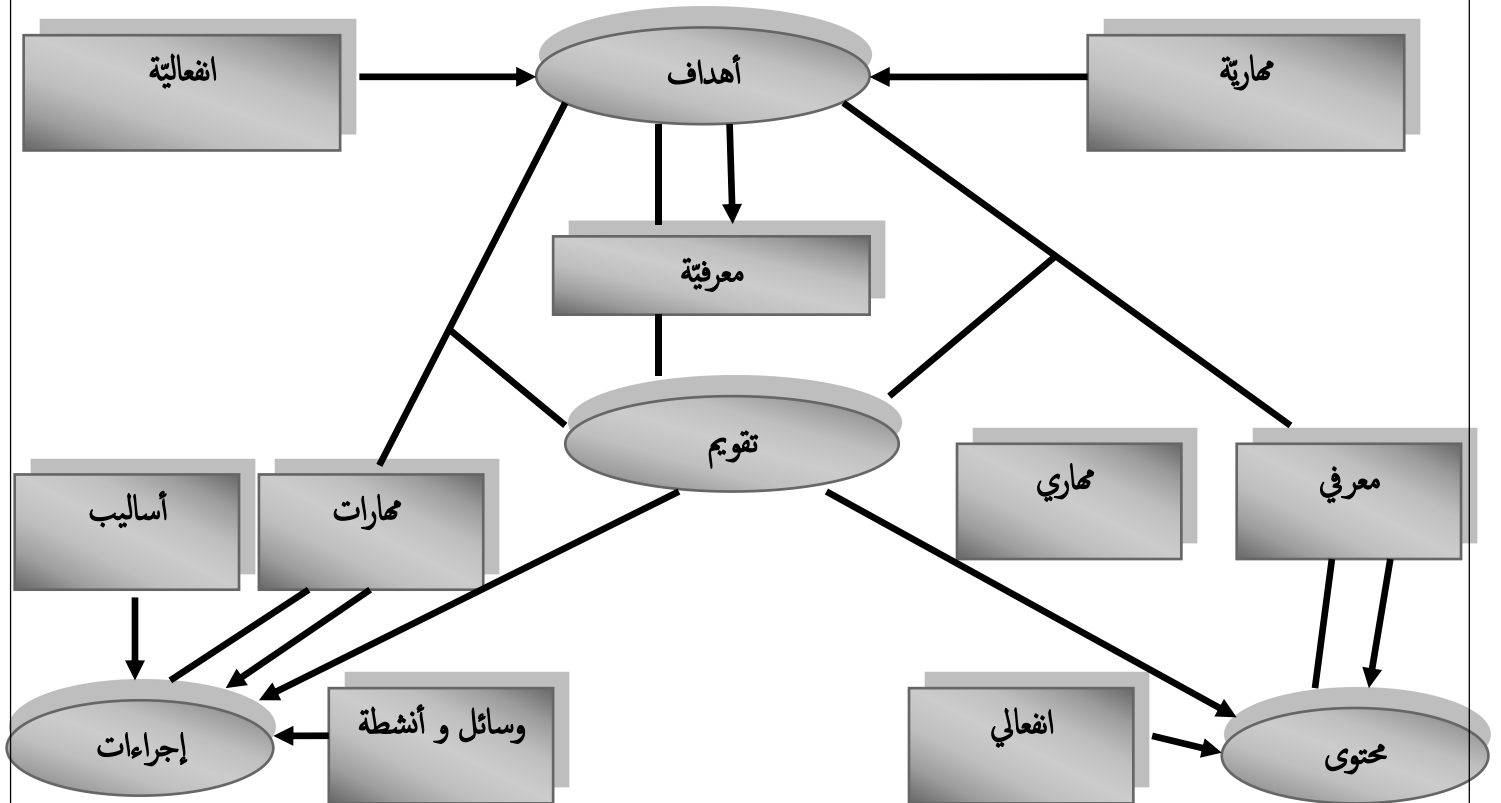 مهاريّة
أهداف
انفعاليّة
معرفيّة
تقويم
معرفي
مهاري
مهارات
أساليب
محتوى
انفعالي
وسائل و أنشطة
إجراءات